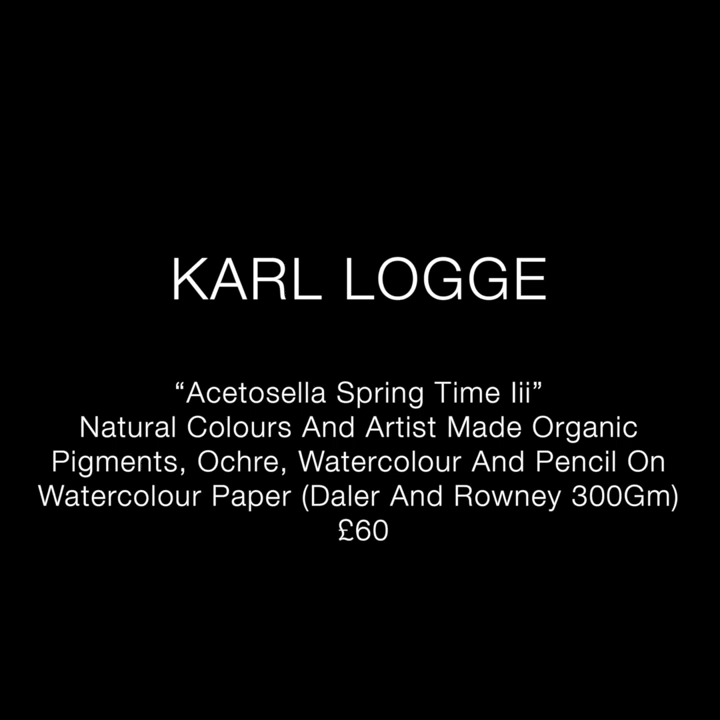 KARL LOGGE
“Acetosella Spring Time Iii”
Natural Colours And Artist Made Organic
Pigments, Ochre, Watercolour And Pencil On
Watercolour Paper (Daler And Rowney 300Gm)
£60